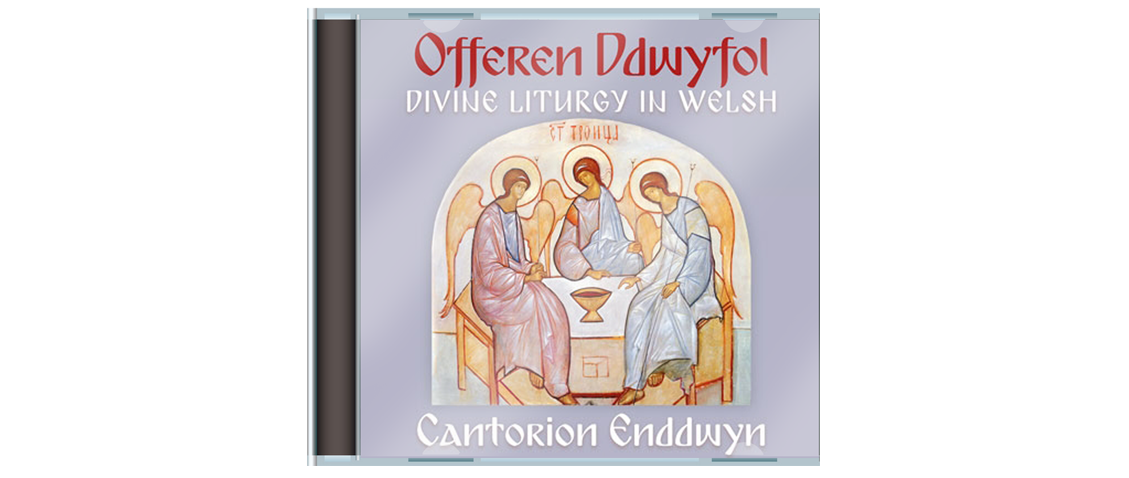 Offeren Ddwyfol
DIVINE LITURGY IN WELSH
Cantorion Enddwyn